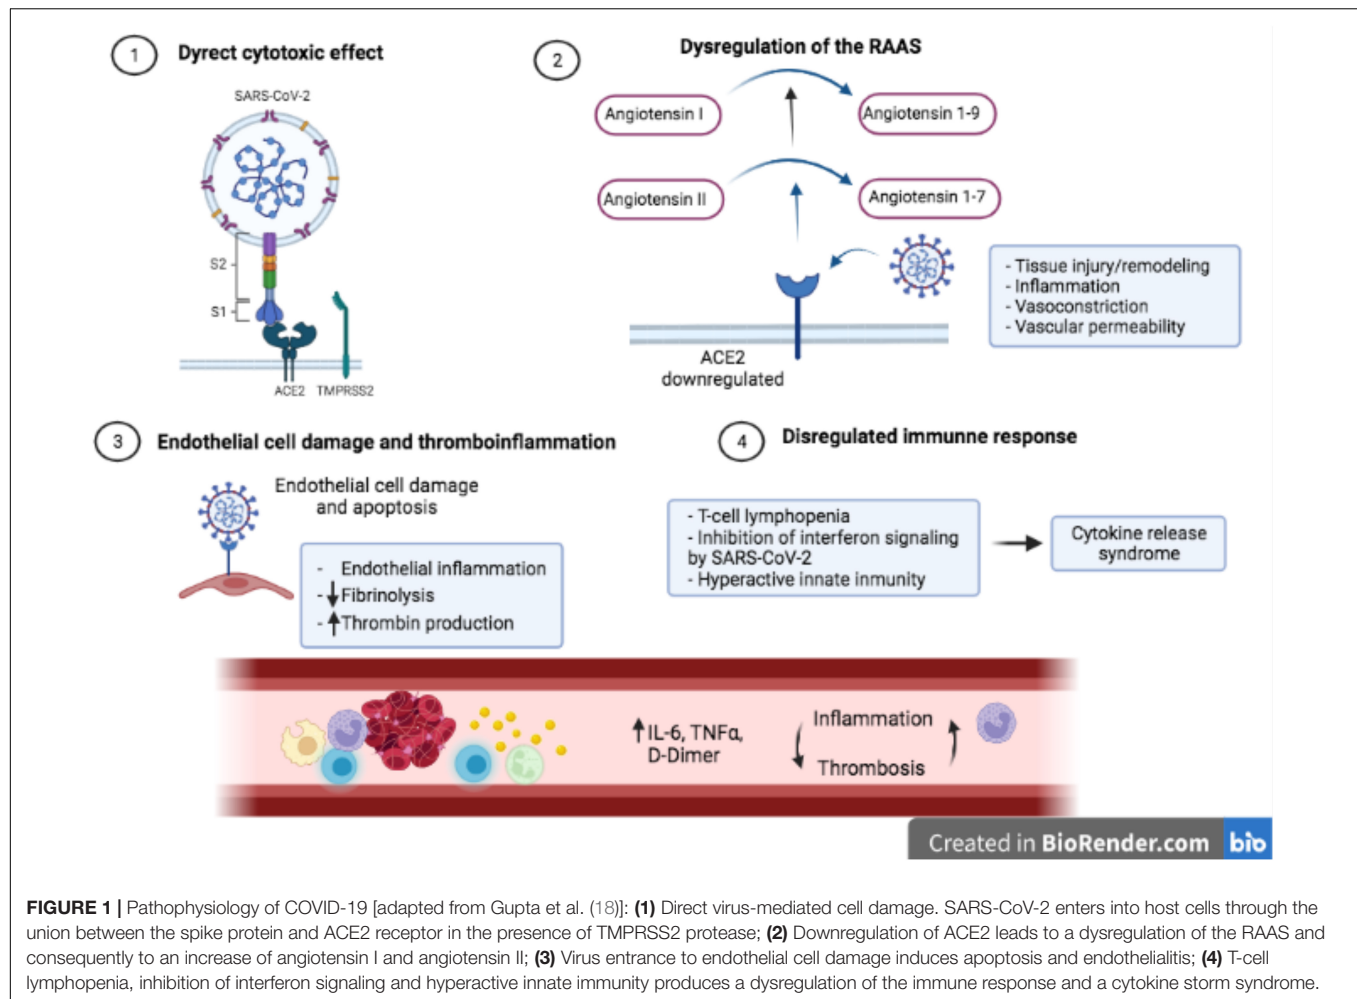 1
Dyrect cytotoxic effect
SARS-CoV-2
S2
S1
ACE2
TMPRSS2
2
Dysregulation of the RAAS
Angiotensin I
Angiotensin 1-9
Angiotensin II
Angiotensin 1-7
- Tissue injury/remodeling
- Inflammation
- Vasoconstriction
- Vascular permeability
ACE2
downregulated
3
Endothelial cell damage and thromboinflammation
Endothelial cell damage
and apoptosis
- Endothelial inflammation
- ↓ Fibrinolysis
- ↑ Thrombin production
4
Disregulated immunne response
- T-cell lymphopenia
- Inhibition of interferon signaling
by SARS-CoV-2
- Hyperactive innate inmunity
Cytokine release
syndrome
↑ IL-6, TNFα,
D-Dimer
Inflammation
Thrombosis
Created in BioRender.com bio
FIGURE 1 | Pathophysiology of COVID-19 [adapted from Gupta et al. (18)]: (1) Direct virus-mediated cell damage. SARS-CoV-2 enters into host cells through the
union between the spike protein and ACE2 receptor in the presence of TMPRSS2 protease; (2) Downregulation of ACE2 leads to a dysregulation of the RAAS and
consequently to an increase of angiotensin I and angiotensin II; (3) Virus entrance to endothelial cell damage induces apoptosis and endothelialitis; (4) T-cell
lymphopenia, inhibition of interferon signaling and hyperactive innate immunity produces a dysregulation of the immune response and a cytokine storm syndrome.